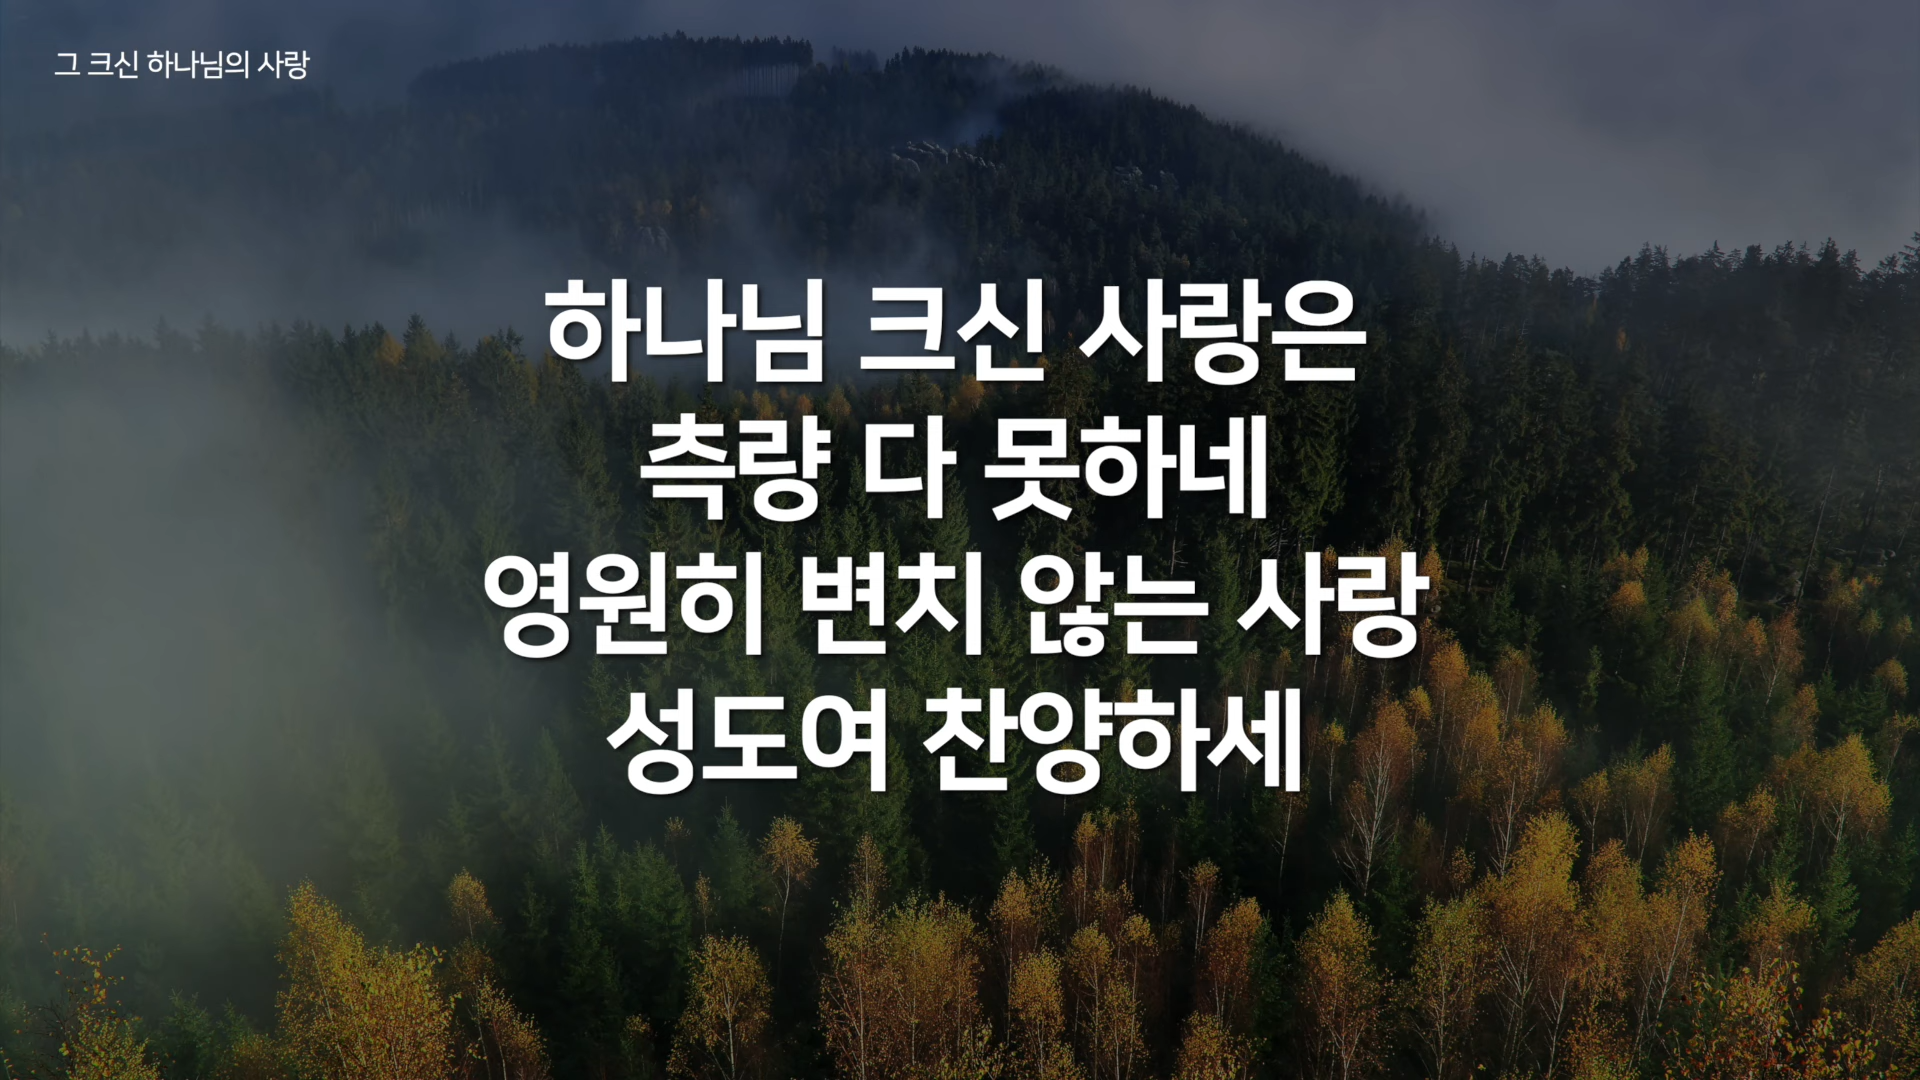 그 크신 하나님의 사랑
하나님 크신 사랑은
측량 다 못하네
영원히 변치 않는 사랑
성도여 찬양하세